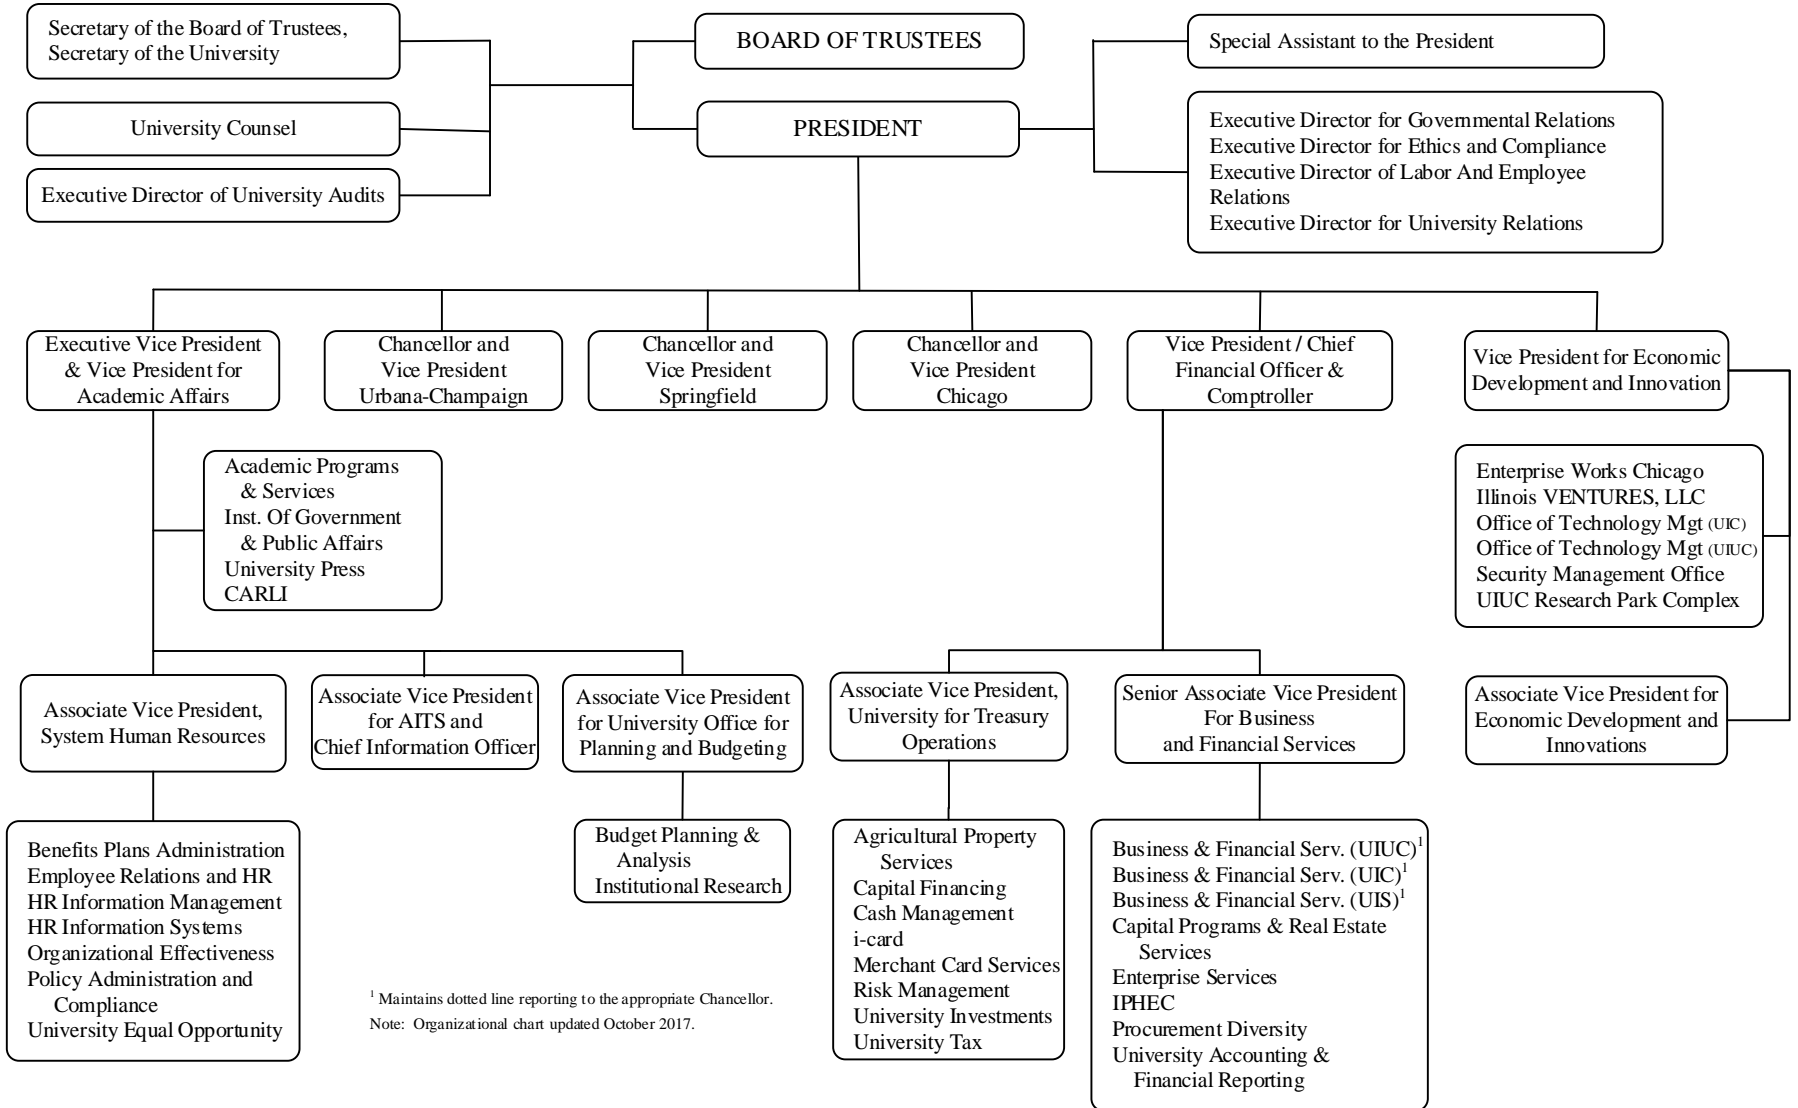 Secretary of the Board of Trustees,
Secretary of the University
BOARD OF TRUSTEES
Special Assistant to the President
University Counsel
PRESIDENT
Executive Director for Governmental Relations
Executive Director for Ethics and Compliance
Executive Director of Labor And Employee
Relations
Executive Director for University Relations
Executive Director of University Audits
Executive Vice President
& Vice President for
Academic Affairs
Chancellor and
Vice President
Urbana-Champaign
Chancellor and
Vice President
Springfield
Chancellor and
Vice President
Chicago
Vice President / Chief
Financial Officer &
Comptroller
Vice President for Economic
Development and Innovation
Academic Programs
& Services
Inst. Of Government
& Public Affairs
University Press
CARLI
Enterprise Works Chicago
Illinois VENTURES, LLC
Office of Technology Mgt (UIC)
Office of Technology Mgt (UIUC)
Security Management Office
UIUC Research Park Complex
Associate Vice President,
System Human Resources
Associate Vice President
for AITS and
Chief Information Officer
Associate Vice President
for University Office for
Planning and Budgeting
Associate Vice President,
University for Treasury
Operations
Senior Associate Vice President
For Business
and Financial Services
Associate Vice President for
Economic Development and
Innovations
Benefits Plans Administration
Employee Relations and HR
HR Information Management
HR Information Systems
Organizational Effectiveness
Policy Administration and
Compliance
University Equal Opportunity
Budget Planning &
Analysis
Institutional Research
Agricultural Property
Services
Capital Financing
Cash Management
i-card
Merchant Card Services
Risk Management
University Investments
University Tax
Business & Financial Serv. (UIUC)¹
Business & Financial Serv. (UIC)¹
Business & Financial Serv. (UIS)¹
Capital Programs & Real Estate
Services
Enterprise Services
IPHEC
Procurement Diversity
University Accounting &
Financial Reporting
¹ Maintains dotted line reporting to the appropriate Chancellor.
Note: Organizational chart updated October 2017.